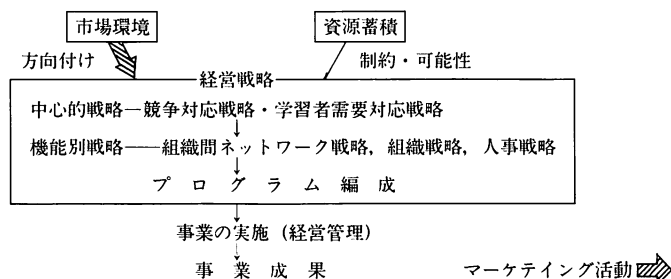 市場環境 資源蓄積
方向付け 制約・可能性
経営戦略
中心的戦略―競争対応戦略・学習者需要対応戦略
機能別戦略――組織間ネットワーク戦略，組織戦略，人事戦略
プログラム編成
事業の実施（経営管理）
事業成果 マーケテイング活動